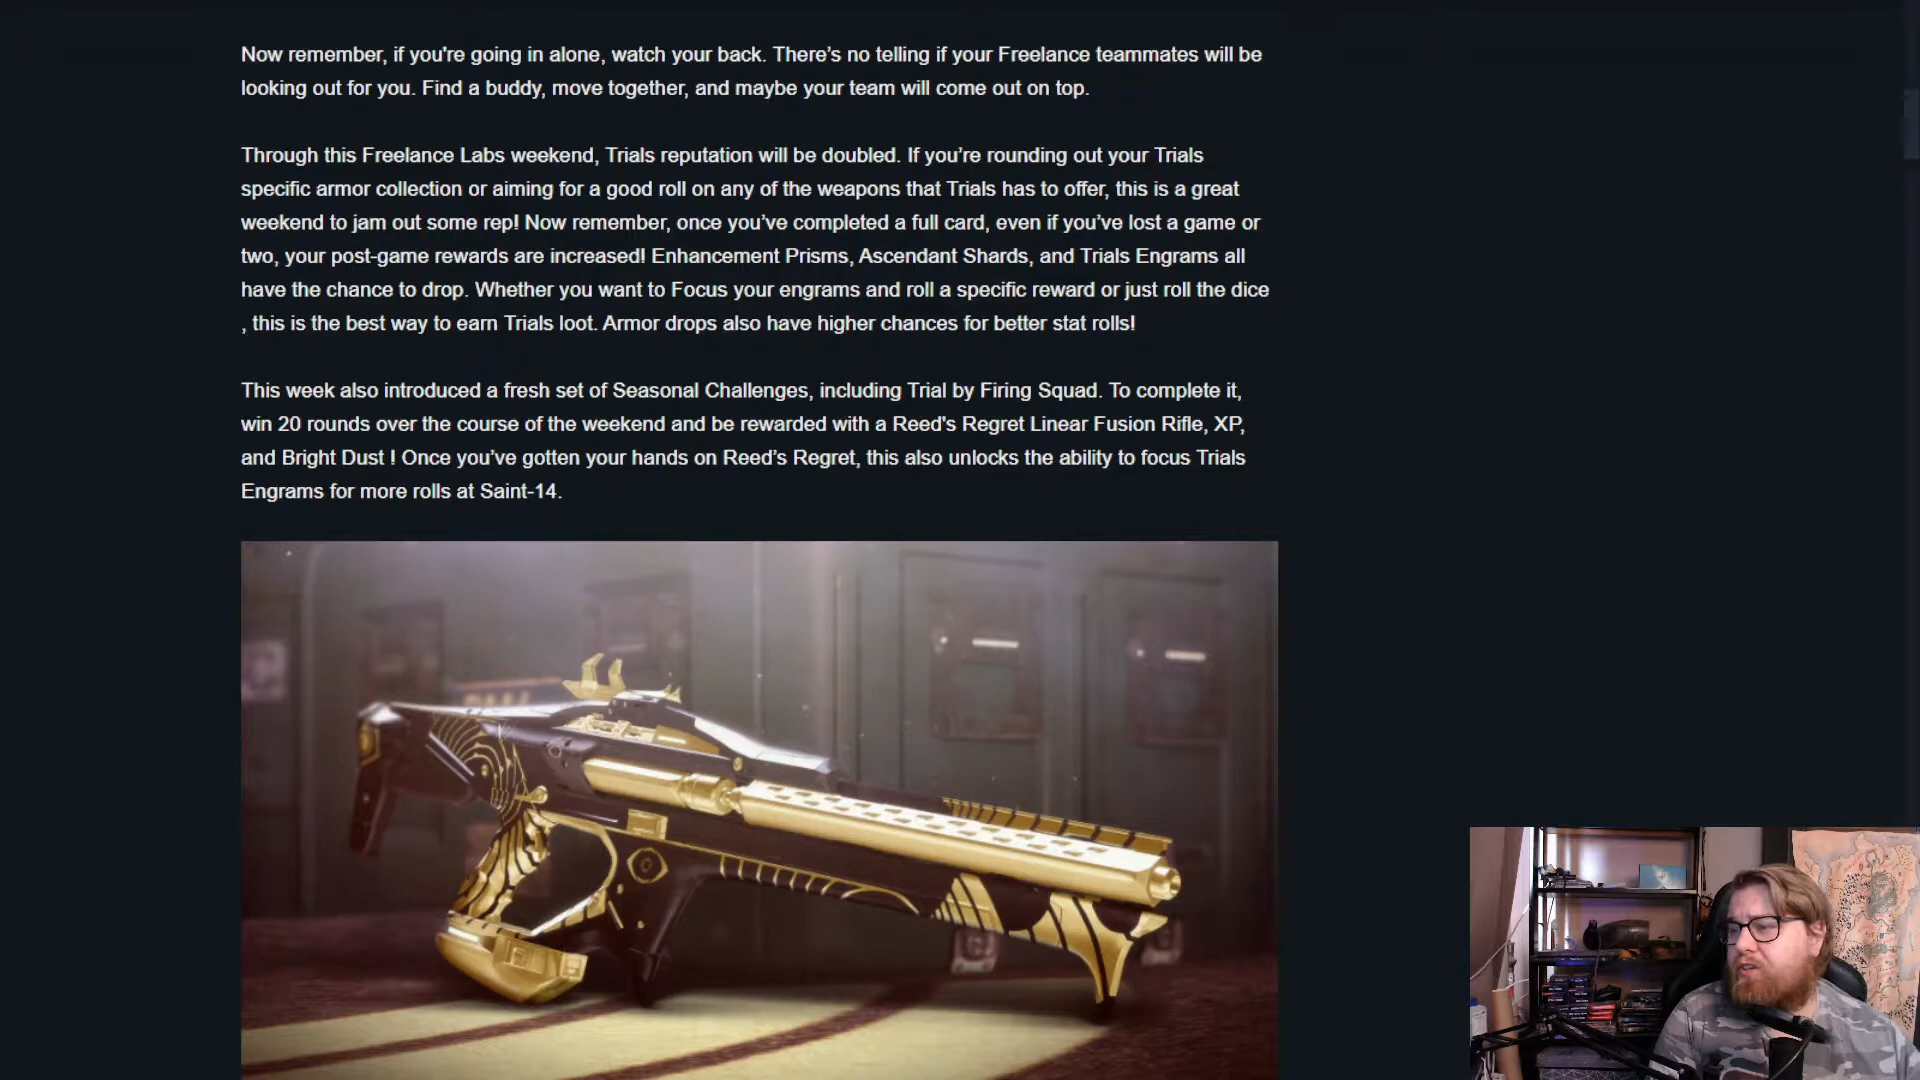 Now remember, if you're going in alone, watch your back. There’s no telling if your Freelance teammates will be
looking out for you. Find a buddy, move together, and maybe your team will come out on top.
Through this Freelance Labs weekend, Trials reputation will be doubled. If you’re rounding out your Trials
specific armor collection or aiming for a good roll on any of the weapons that Trials has to offer, this is a great
weekend to jam out some rep! Now remember, once you’ve completed a full card, even if you’ve lost a game or
two, your post-game rewards are increased! Enhancement Prisms, Ascendant Shards, and Trials Engrams all
have the chance to drop. Whether you want to Focus your engrams and roll a specific reward or just roll the dice
, this is the best way to earn Trials loot. Armor drops also have higher chances for better stat rolls!
This week also introduced a fresh set of Seasonal Challenges, including Trial by Firing Squad. To complete it,
win 20 rounds over the course of the weekend and be rewarded with a Reed's Regret Linear Fusion Rifle, XP,
and Bright Dust ! Once you’ve gotten your hands on Reed’s Regret, this also unlocks the ability to focus Trials
Engrams for more rolls at Saint-14.